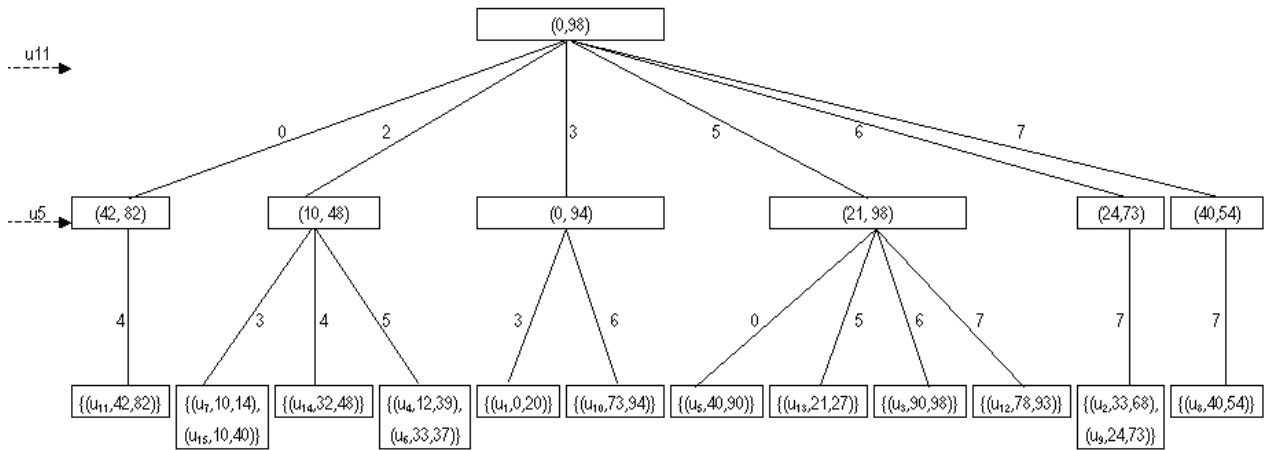 (0,98)
u11
0
2
3
5
6
7
u5
(42, 82)
(10, 48)
(0, 94)
(21, 98)
(24,73)
(40,54)
4
3
4
5
3
6
0
5
6
7
7
7
{(u₁₁,42,82)}
{(u₇,10,14),
(u₁₅,10,40)}
{(u₁₄,32,48)}
{(u₄,12,39),
(u₆,33,37)}
{(u₁,0,20)}
{(u₁₀,73,94)}
{(u₅,40,90)}
{(u₁₃,21,27)}
{(u₃,90,98)}
{(u₁₂,78,93)}
{(u₂,33,68),
(u₉,24,73)}
{(u₈,40,54)}